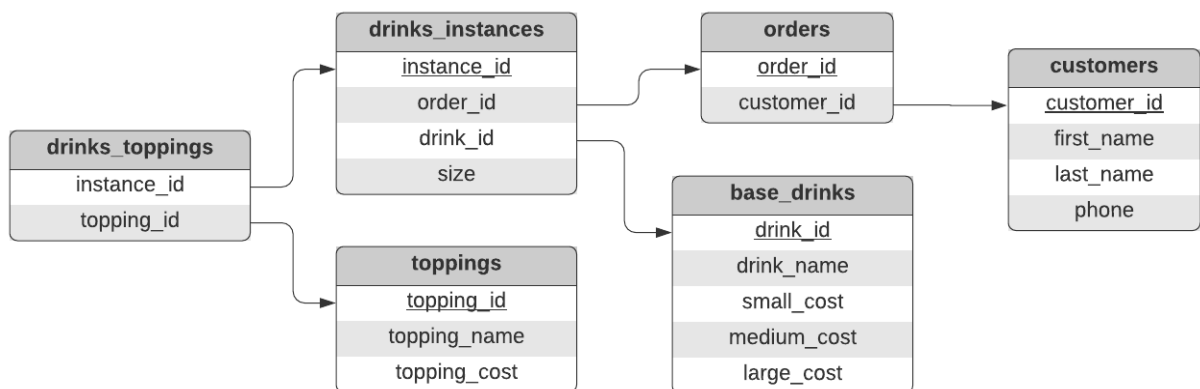 drinks_toppings
instance_id
topping_id
drinks_instances
instance_id
order_id
drink_id
size
toppings
topping_id
topping_name
topping_cost
orders
order_id
customer_id
base_drinks
drink_id
drink_name
small_cost
medium_cost
large_cost
customers
customer_id
first_name
last_name
phone